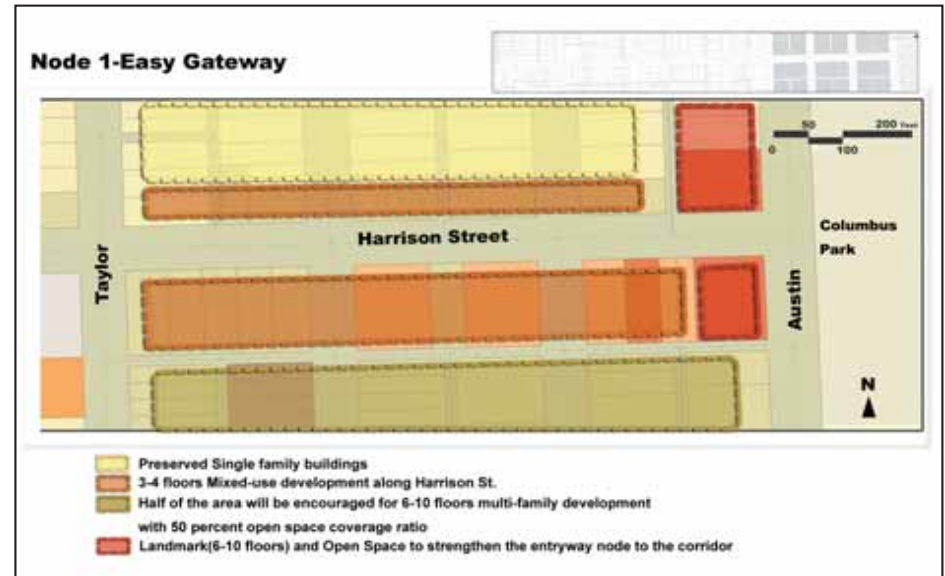 Node 1-Easy Gateway
50 200 Feet
0 100
Harrison Street
Columbus
Park
Taylor
Austin
N
Preserved Single family buildings
3-4 floors Mixed-use development along Harrison St.
Half of the area will be encouraged for 6-10 floors multi-family development
with 50 percent open space coverage ratio
Landmark(6-10 floors) and Open Space to strengthen the entryway node to the corridor